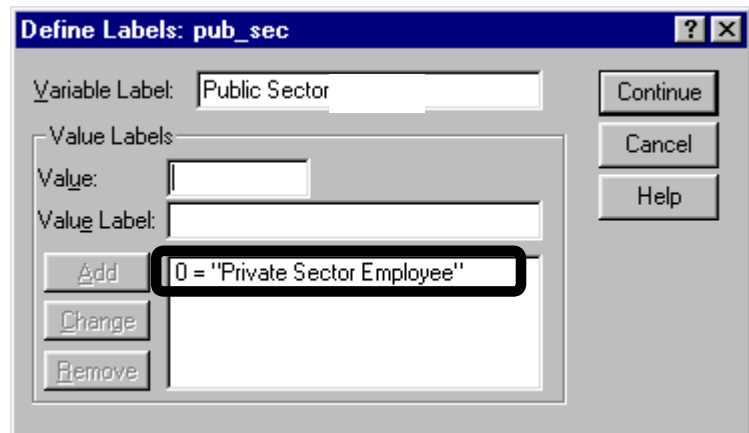 Define Labels: pub_sec
Variable Label: Public Sector
Continue
Value Labels
Cancel
Value:
Help
Value Label:
Add
0 = "Private Sector Employee"
Change
Remove